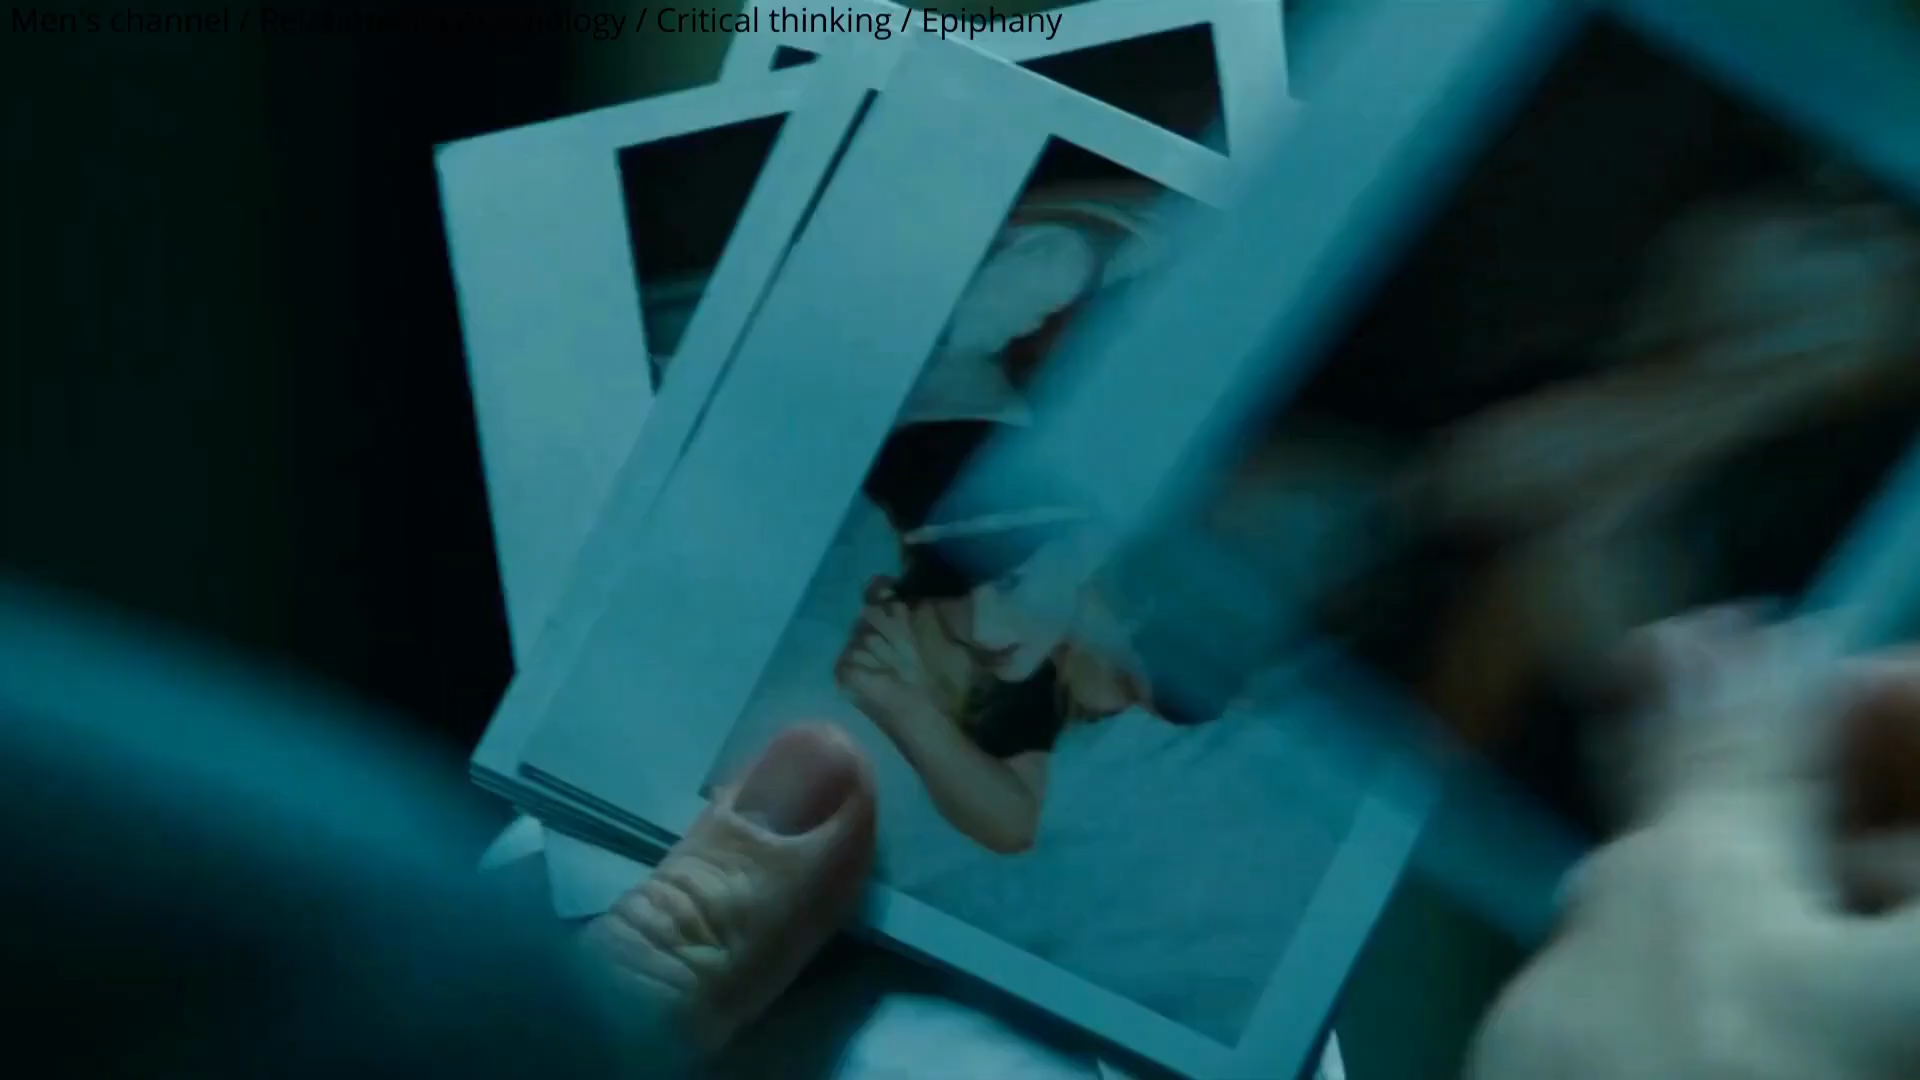 Men's channel / Relationship psychology / Critical thinking / Epiphany